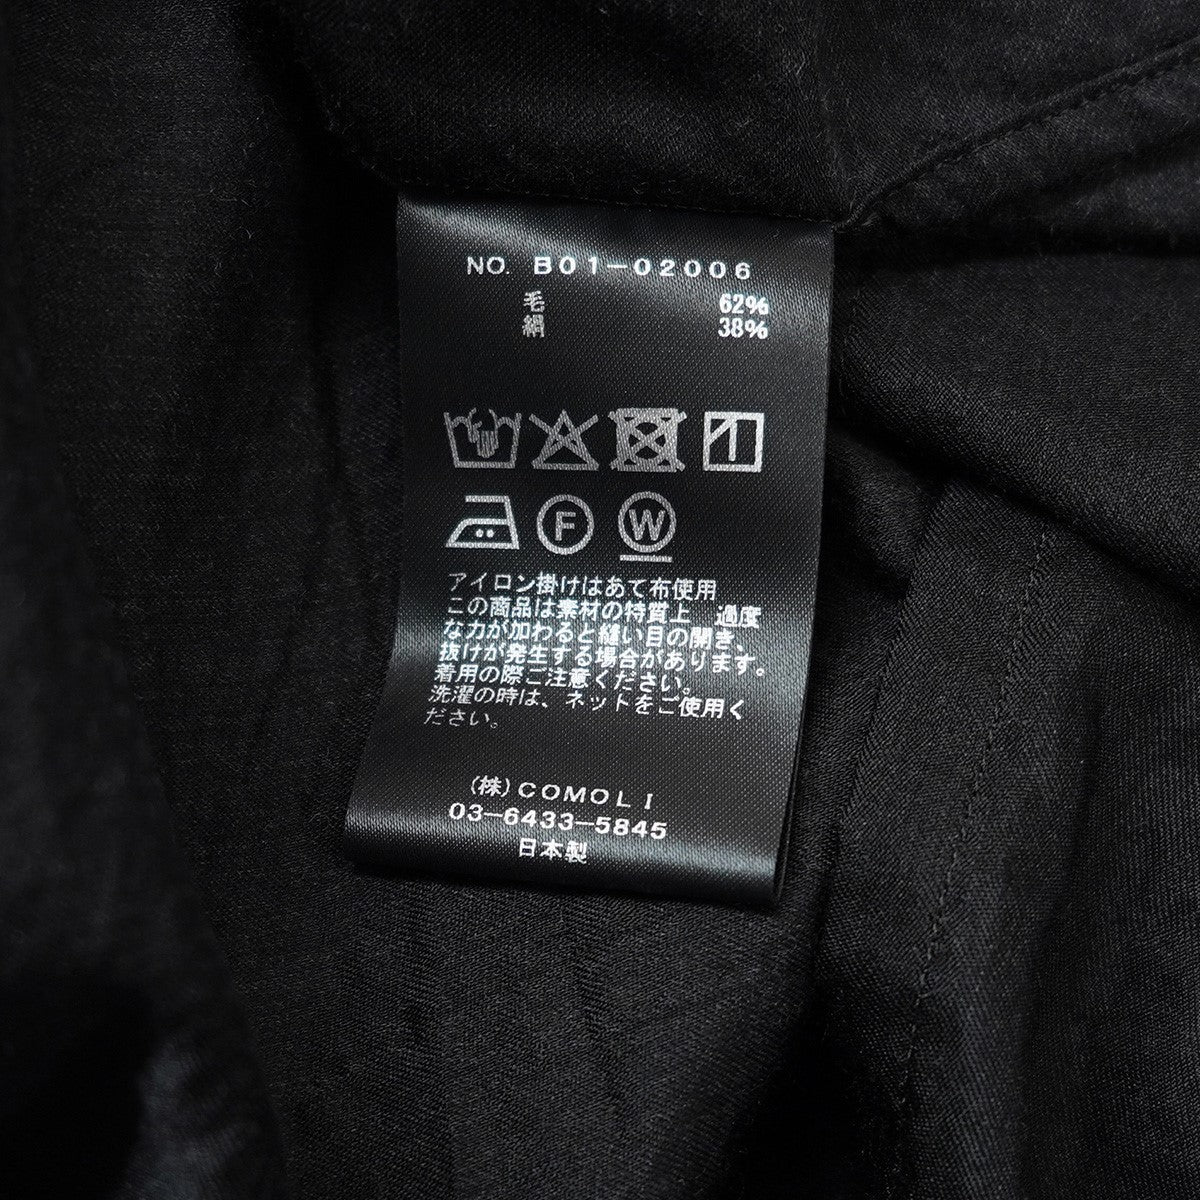 NO. B01-02006
毛 62%
絹 38%
F W
アイロン掛けはあて布使用
この商品は素材の特質上 過度
な力が加わると縫い目の開き、
抜けが発生する場合があります。
着用の際ご注意ください。
洗濯の時は、ネットをご使用く
ださい。
(株)COMOLI
03-6433-5845
日本製